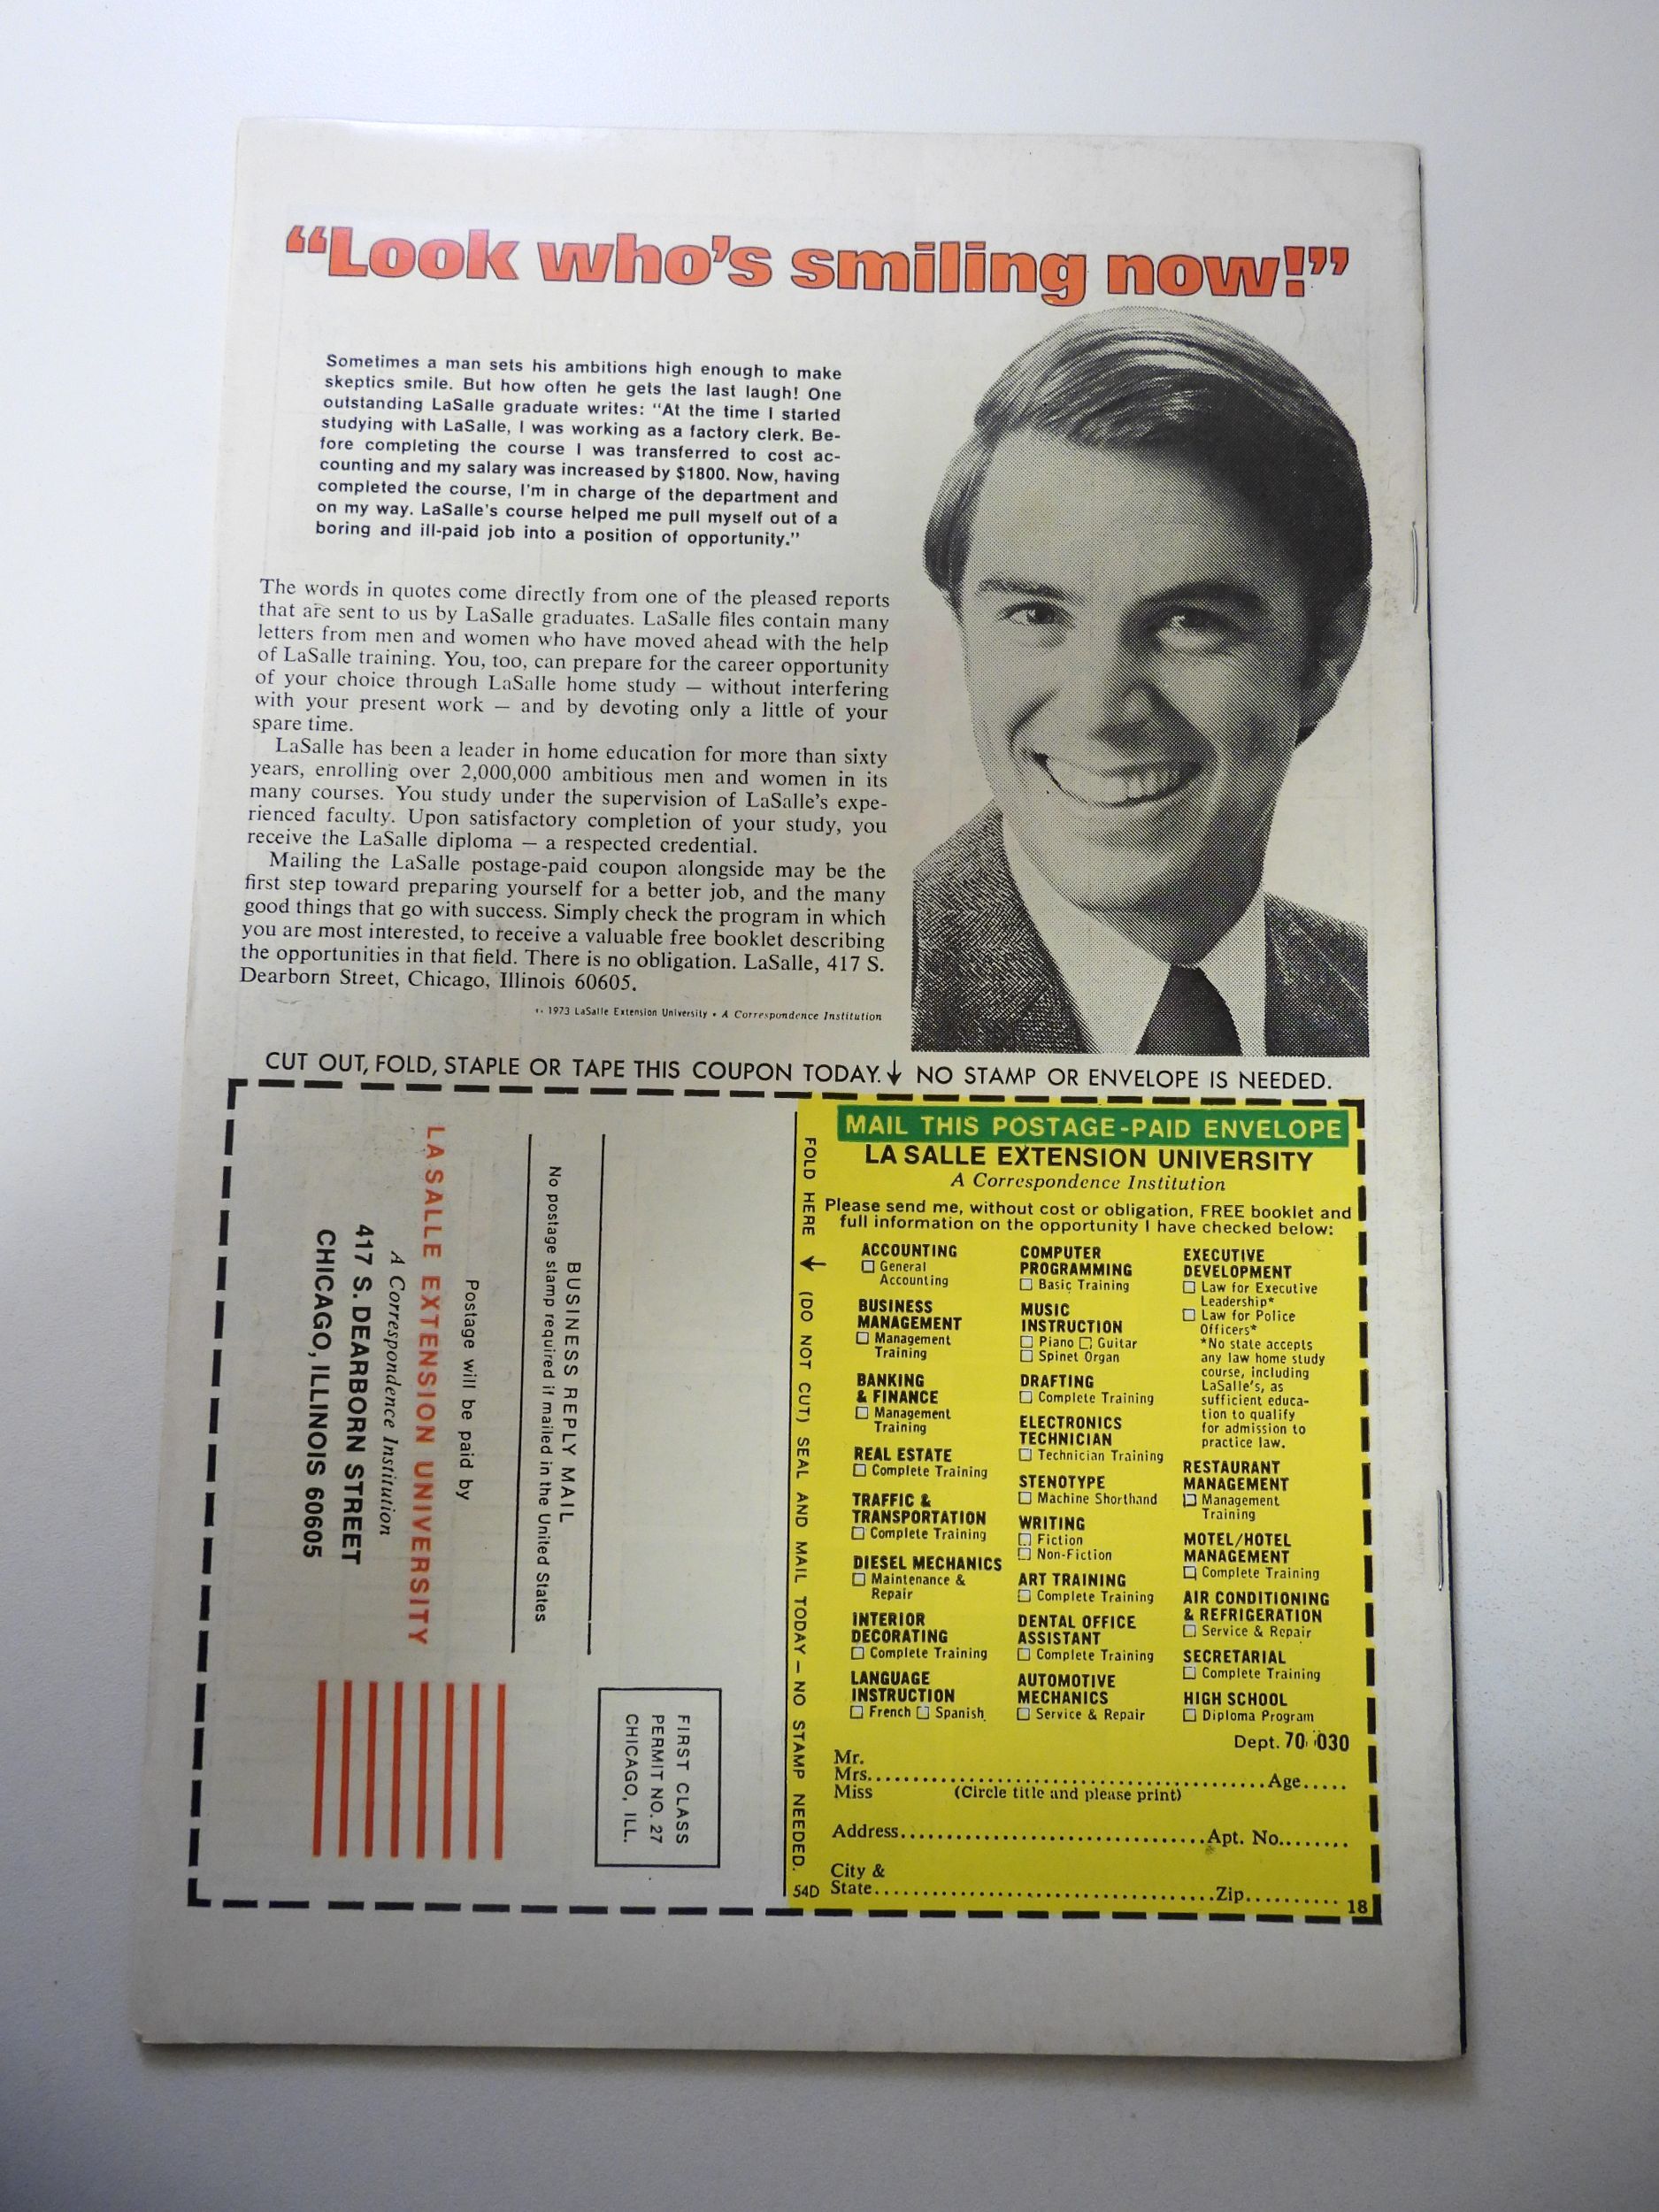 “Look who’s smiling now!”
Sometimes a man sets his ambitions high enough to make
skeptics smile. But how often he gets the last laugh! One
outstanding LaSalle graduate writes: “At the time I started
studying with LaSalle, I was working as a factory clerk. Be-
fore completing the course I was transferred to cost ac-
counting and my salary was increased by $1800. Now, having
completed the course, I’m in charge of the department and
on my way. LaSalle’s course helped me pull myself out of a
boring and ill-paid job into a position of opportunity.”
The words in quotes come directly from one of the pleased reports
that are sent to us by LaSalle graduates. LaSalle files contain many
letters from men and women who have moved ahead with the help
of LaSalle training. You, too, can prepare for the career opportunity
of your choice through LaSalle home study — without interfering
with your present work — and by devoting only a little of your
spare time.
LaSalle has been a leader in home education for more than sixty
years, enrolling over 2,000,000 ambitious men and women in its
many courses. You study under the supervision of LaSalle’s expe-
rienced faculty. Upon satisfactory completion of your study, you
receive the LaSalle diploma — a respected credential.
Mailing the LaSalle postage-paid coupon alongside may be the
first step toward preparing yourself for a better job, and the many
good things that go with success. Simply check the program in which
you are most interested, to receive a valuable free booklet describing
the opportunities in that field. There is no obligation. LaSalle, 417 S.
Dearborn Street, Chicago, Illinois 60605.
1973 LaSalle Extension University • A Correspondence Institution
CUT OUT, FOLD, STAPLE OR TAPE THIS COUPON TODAY. ↓ NO STAMP OR ENVELOPE IS NEEDED.
FIRST CLASS
PERMIT NO. 27
CHICAGO, ILL.
BUSINESS REPLY MAIL
No postage stamp required if mailed in the United States
Postage will be paid by
LA SALLE EXTENSION UNIVERSITY
A Correspondence Institution
417 S. DEARBORN STREET
CHICAGO, ILLINOIS 60605
FOLD HERE ↓ (DO NOT CUT) SEAL AND MAIL TODAY — NO STAMP NEEDED.
54D
MAIL THIS POSTAGE-PAID ENVELOPE
LA SALLE EXTENSION UNIVERSITY
A Correspondence Institution
Please send me, without cost or obligation, FREE booklet and
full information on the opportunity I have checked below:
ACCOUNTING
☐ General
Accounting
BUSINESS
MANAGEMENT
☐ Management
Training
BANKING
& FINANCE
☐ Management
Training
REAL ESTATE
☐ Complete Training
TRAFFIC &
TRANSPORTATION
☐ Complete Training
DIESEL MECHANICS
☐ Maintenance &
Repair
INTERIOR
DECORATING
☐ Complete Training
LANGUAGE
INSTRUCTION
☐ French ☐ Spanish
COMPUTER
PROGRAMMING
☐ Basic Training
MUSIC
INSTRUCTION
☐ Piano ☐ Guitar
☐ Spinet Organ
DRAFTING
☐ Complete Training
ELECTRONICS
TECHNICIAN
☐ Technician Training
STENOTYPE
☐ Machine Shorthand
WRITING
☐ Fiction
☐ Non-Fiction
ART TRAINING
☐ Complete Training
DENTAL OFFICE
ASSISTANT
☐ Complete Training
AUTOMOTIVE
MECHANICS
☐ Service & Repair
EXECUTIVE
DEVELOPMENT
☐ Law for Executive
Leadership*
☐ Law for Police
Officers*
*No state accepts
any law home study
course, including
LaSalle’s, as
sufficient educa-
tion to qualify
for admission to
practice law.
RESTAURANT
MANAGEMENT
☐ Management
Training
MOTEL/HOTEL
MANAGEMENT
☐ Complete Training
AIR CONDITIONING
& REFRIGERATION
☐ Service & Repair
SECRETARIAL
☐ Complete Training
HIGH SCHOOL
☐ Diploma Program
Dept. 70-030
Mr.
Mrs. Age
Miss (Circle title and please print)
Address Apt. No.
City &
State Zip
18